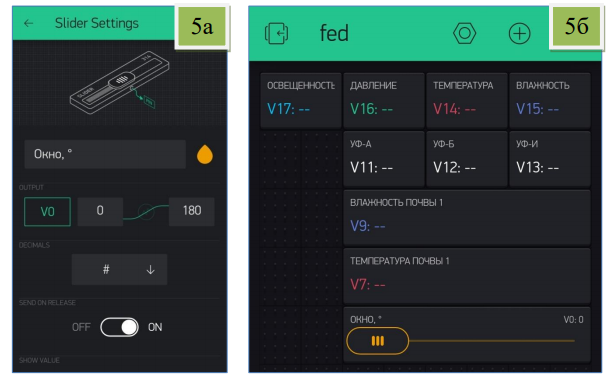 ← Slider Settings
5а
SLIDER
Окно, °
OUTPUT
V0 0 180
DECIMALS
# ↓
SEND ON RELEASE
OFF ON
SHOW VALUE
fed
5б
ОСВЕЩЕННОСТЬ ДАВЛЕНИЕ ТЕМПЕРАТУРА ВЛАЖНОСТЬ
V17: -- V16: -- V14: -- V15: --
УФ-А УФ-Б УФ-И
V11: -- V12: -- V13: --
ВЛАЖНОСТЬ ПОЧВЫ 1
V9: --
ТЕМПЕРАТУРА ПОЧВЫ 1
V7: --
ОКНО, ° V0: 0